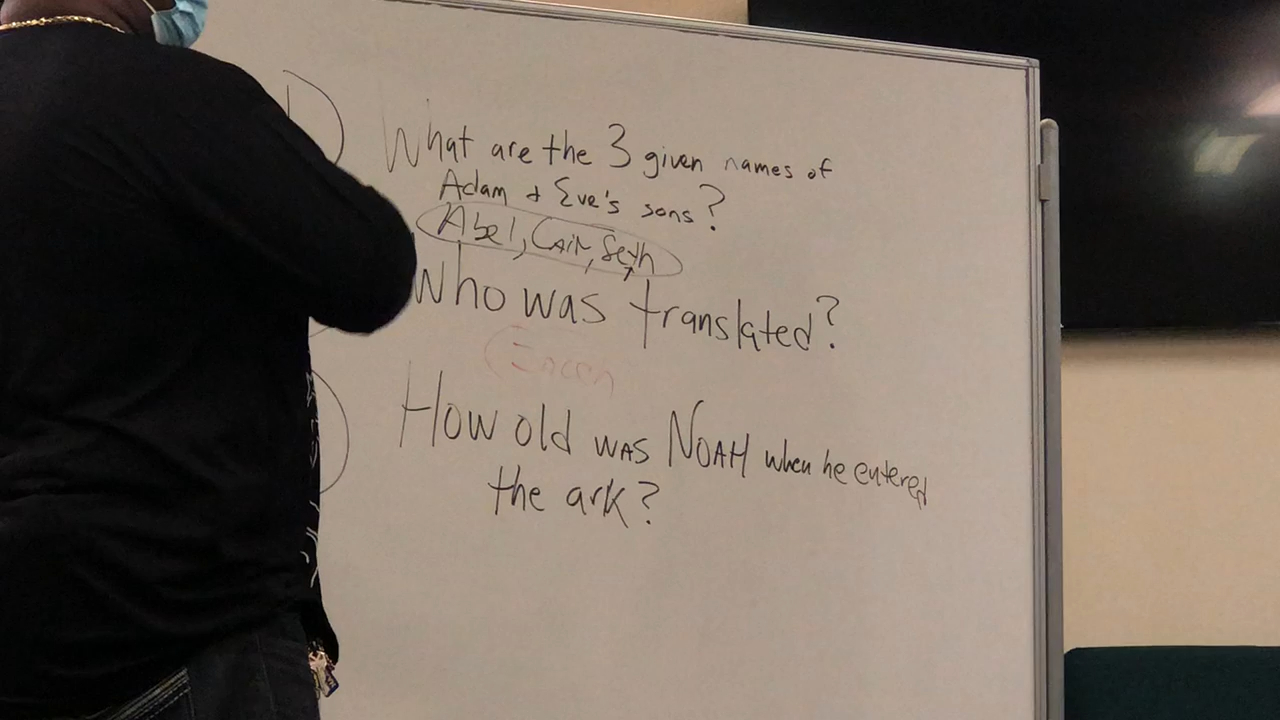 What are the 3 given names of
Adam & Eve's sons?
Abel, CAiN, Seth
Who was translated?
How old was NOAH when he entered
the ark?